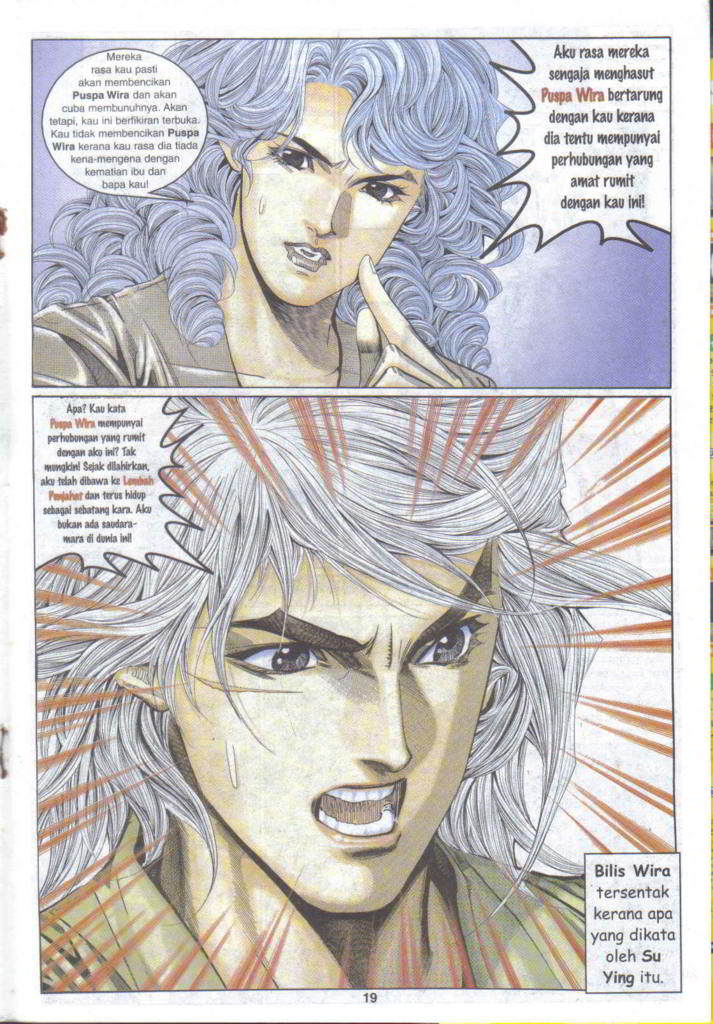 Mereka
rasa kau pasti
akan membencikan
Puspa Wira dan akan
cuba membunuhnya. Akan
tetapi, kau ini berfikiran terbuka.
Kau tidak membencikan Puspa
Wira kerana kau rasa dia tiada
kena-mengena dengan
kematian ibu dan
bapa kau!
Aku rasa mereka
sengaja menghasut
Puspa Wira bertarung
dengan kau kerana
dia tentu mempunyai
perhubungan yang
amat rumit
dengan kau ini!
Apa? Kau kata
Puspa Wira mempunyai
perhubungan yang rumit
dengan aku ini? Tak
mungkin! Sejak dilahirkan,
aku telah dibawa ke Lembah
Penjahat dan terus hidup
sebagai sebatang kara. Aku
bukan ada saudara-
mara di dunia ini!
Bilis Wira
tersentak
kerana apa
yang dikata
oleh Su
Ying itu.
19